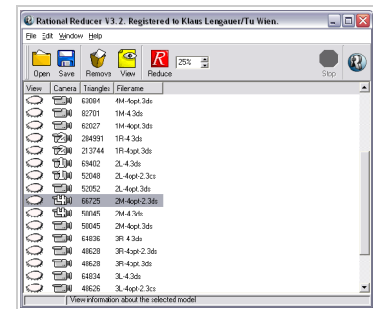 Rational Reducer V3.2. Registered to Klaus Lengauer/Tu Wien.
File Edit Window Help
Open Save Remove View Reduce 25% Stop
View Camera Triangles Filename
63084 4M-4opt.3ds
82701 1M-4.3ds
62027 1M-4opt.3ds
284991 1R-4.3ds
213744 1R-4opt.3ds
69402 2L-4.3ds
52048 2L-4opt-2.3cs
52052 2L-4opt.3ds
66725 2M-4opt-2.3ds
50045 2M-4.3ds
50045 2M-4opt.3ds
64836 3R-4.3ds
48628 3R-4opt-2.3ds
48628 3R-4opt.3ds
64834 3L-4.3ds
48626 3L-4opt-2.3cs
View information about the selected model